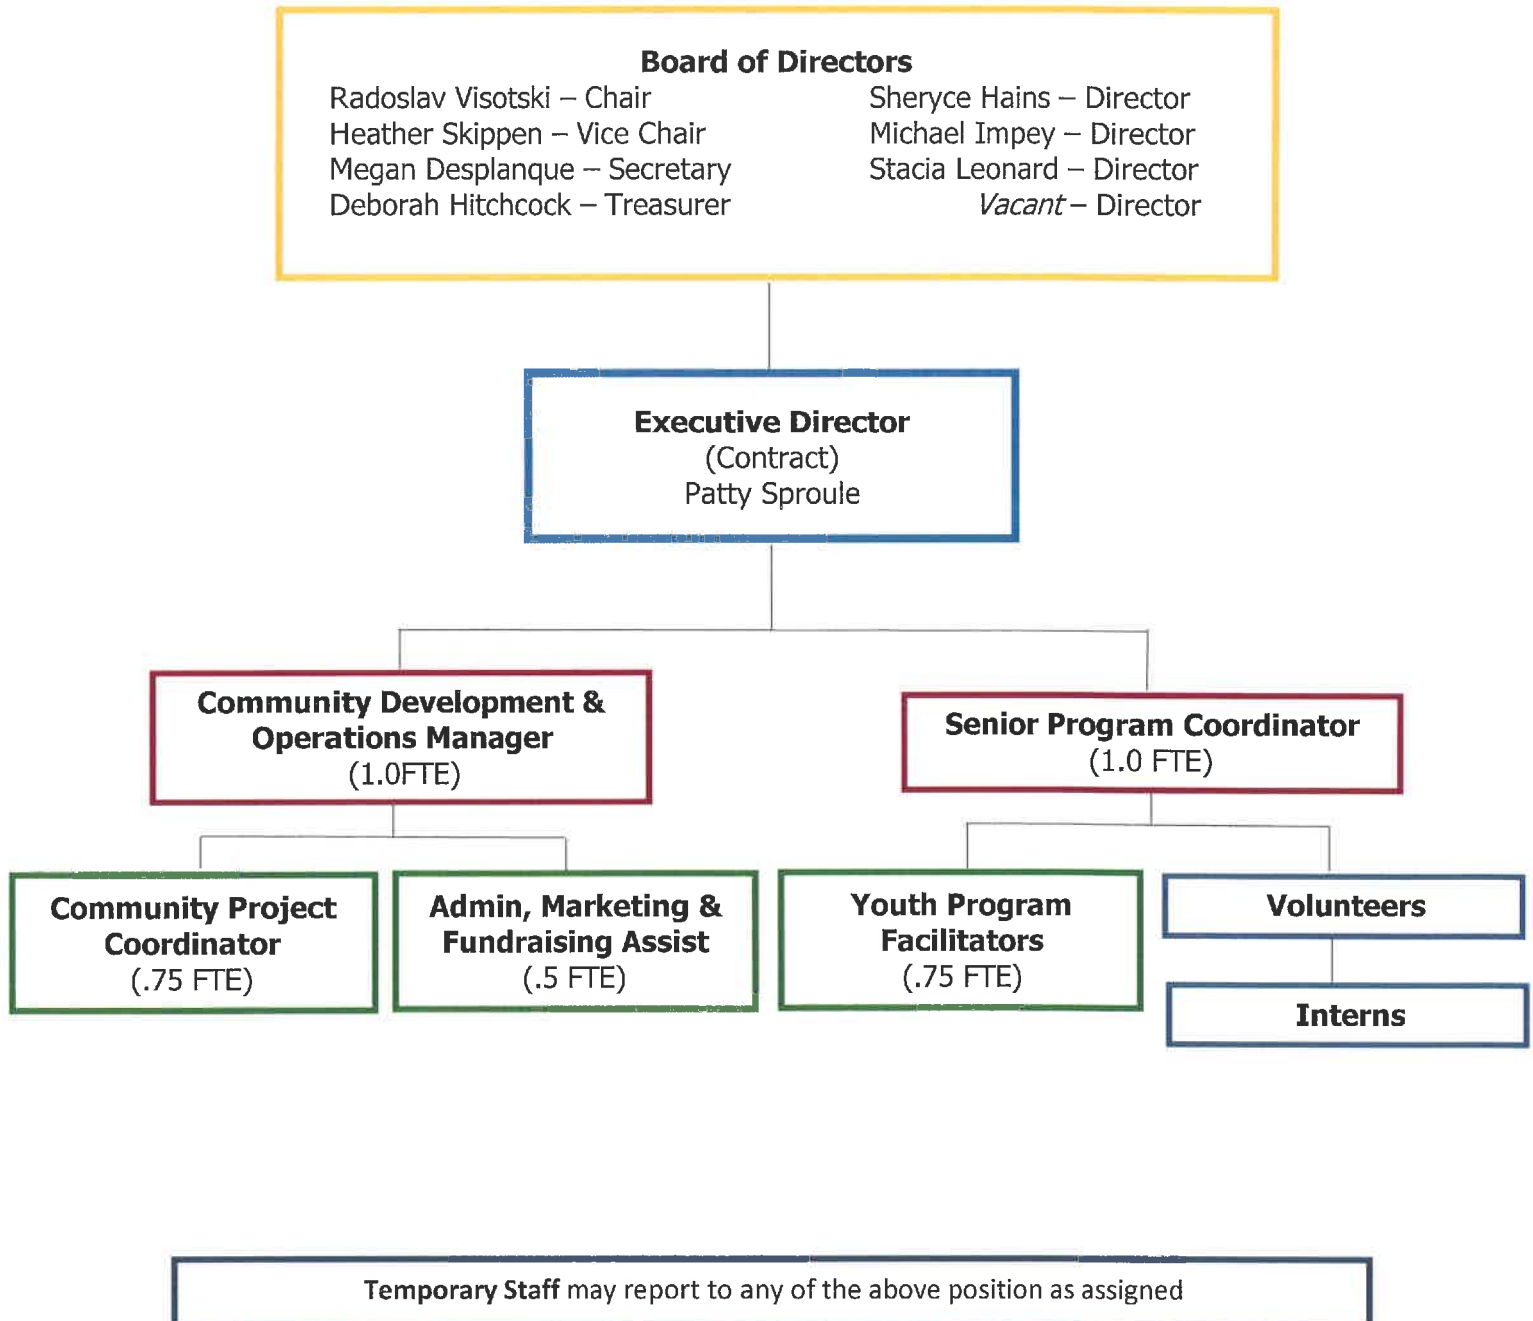 Board of Directors
Radoslav Visotski – Chair
Heather Skippen – Vice Chair
Megan Desplanque – Secretary
Deborah Hitchcock – Treasurer
Sheryce Hains – Director
Michael Impey – Director
Stacia Leonard – Director
Vacant – Director
Executive Director
(Contract)
Patty Sproule
Community Development &
Operations Manager
(1.0FTE)
Senior Program Coordinator
(1.0 FTE)
Community Project
Coordinator
(.75 FTE)
Admin, Marketing &
Fundraising Assist
(.5 FTE)
Youth Program
Facilitators
(.75 FTE)
Volunteers
Interns
Temporary Staff may report to any of the above position as assigned